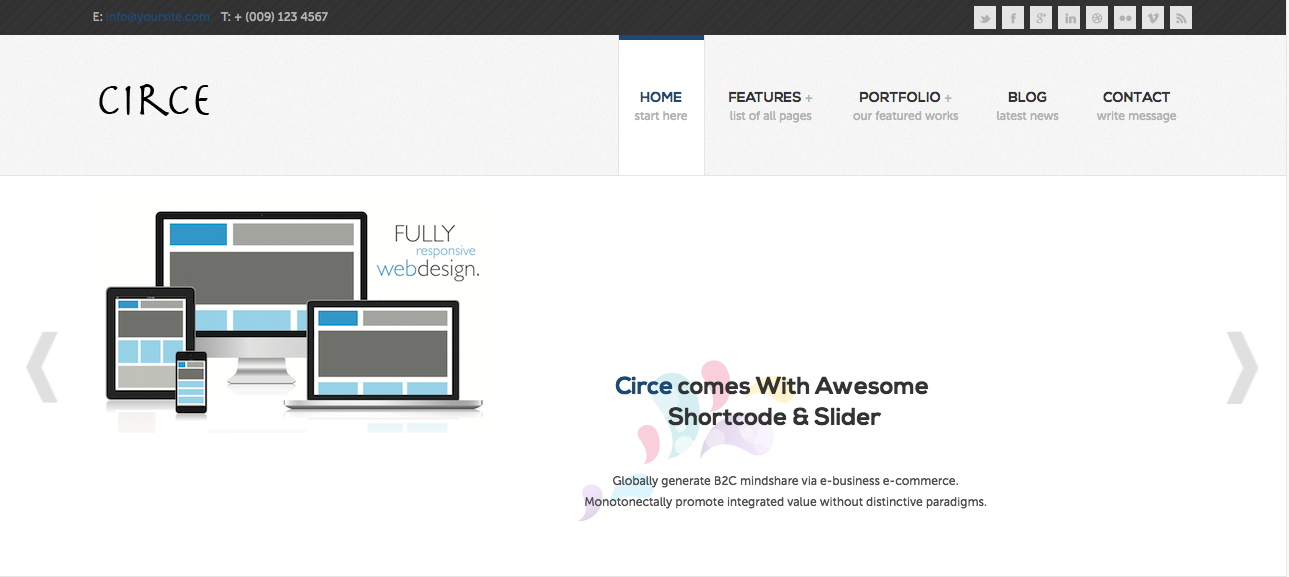 E: info@yoursite.com T: + (009) 123 4567
CIRCE
HOME
start here
FEATURES +
list of all pages
PORTFOLIO +
our featured works
BLOG
latest news
CONTACT
write message
FULLY
responsive
webdesign.
Circe comes With Awesome
Shortcode & Slider
Globally generate B2C mindshare via e-business e-commerce.
Monotonectally promote integrated value without distinctive paradigms.